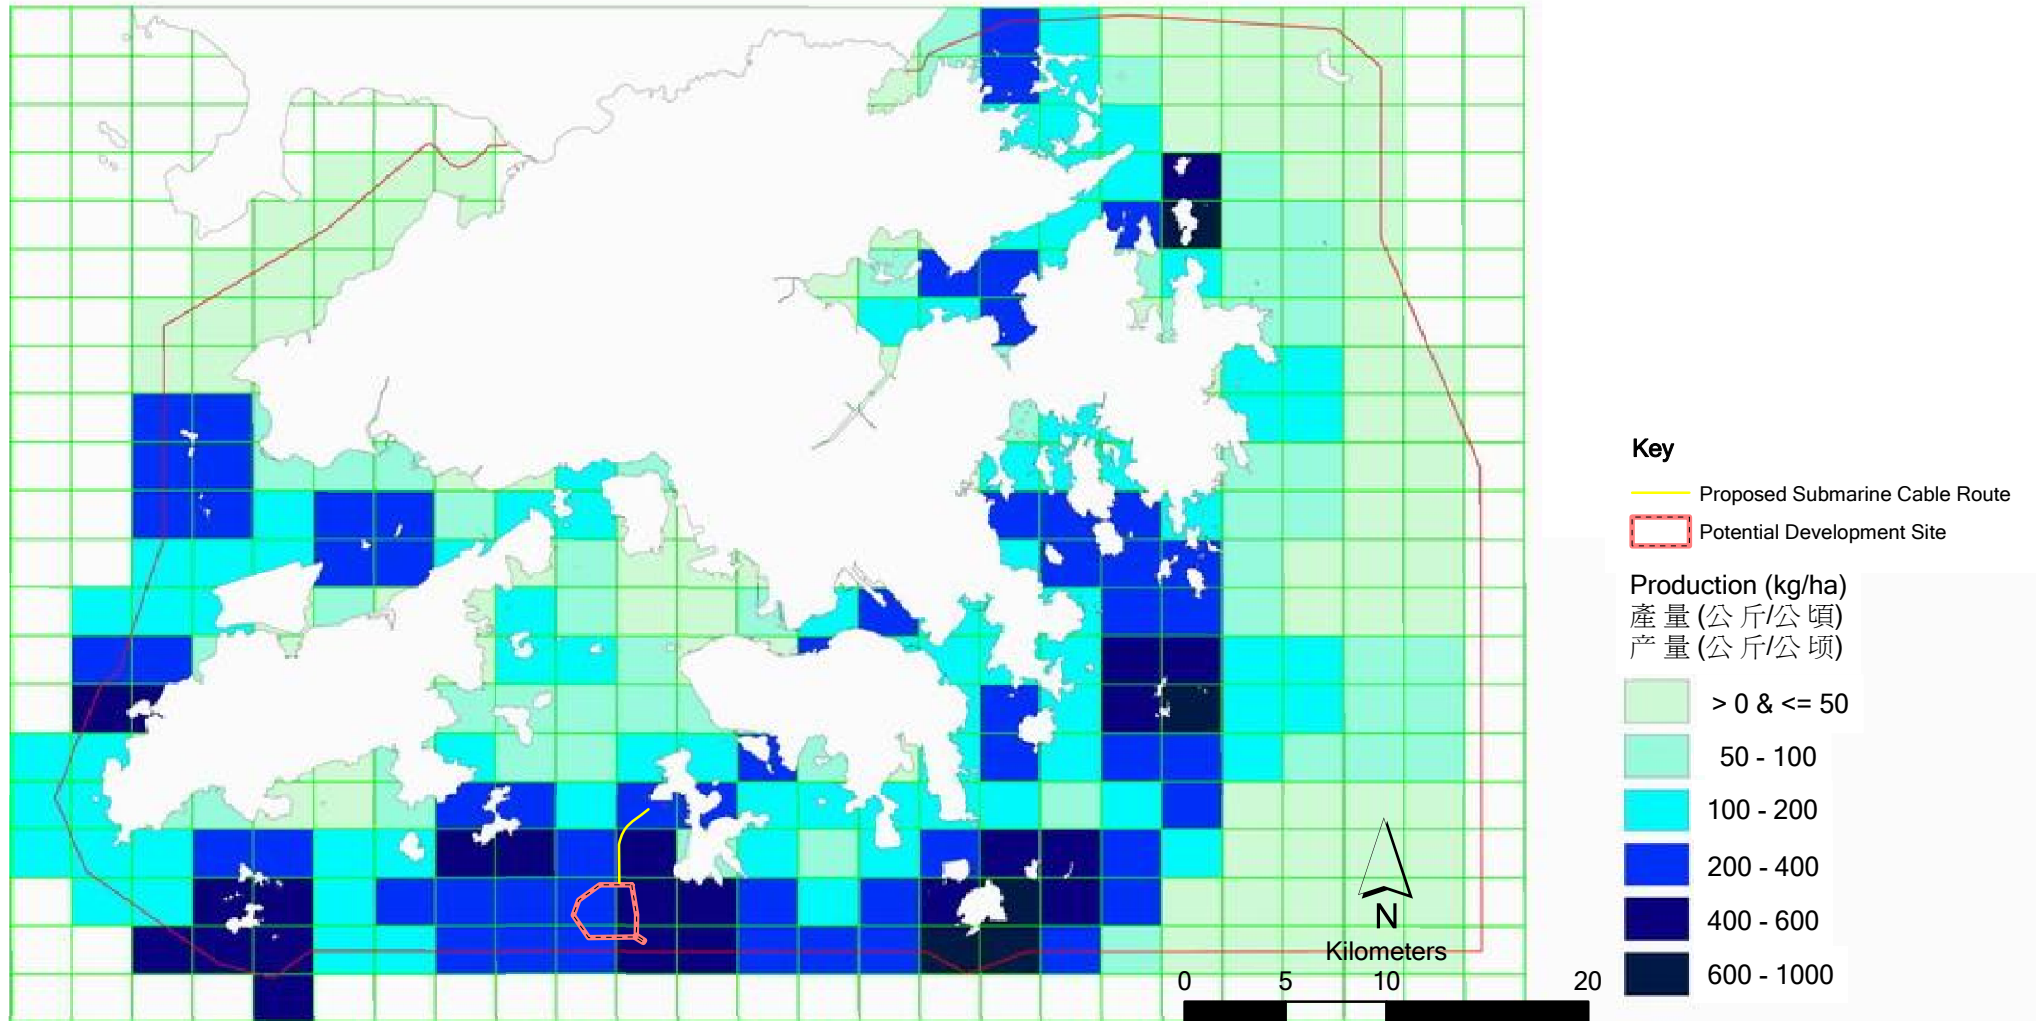 Key
Proposed Submarine Cable Route
Potential Development Site
Production (kg/ha)
產 量 (公 斤/公 頃)
产 量 (公 斤/公 顷)
> 0 & <= 50
50 - 100
100 - 200
200 - 400
400 - 600
600 - 1000
N
Kilometers
0 5 10 20